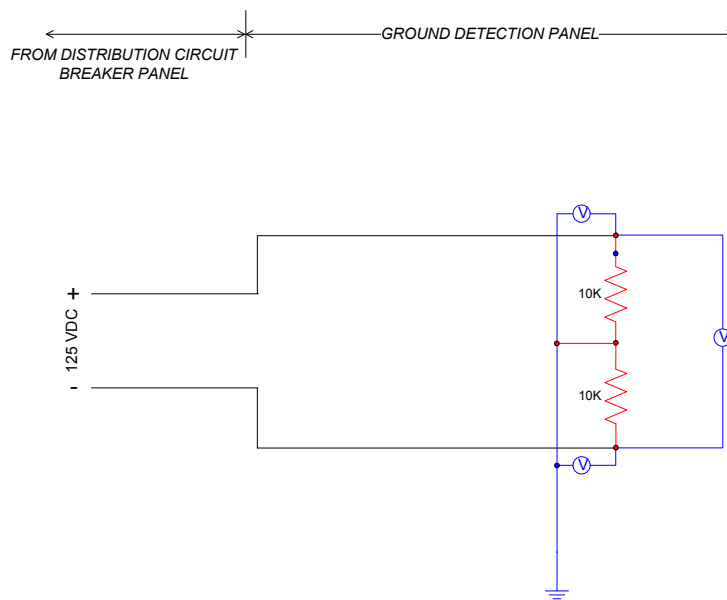 GROUND DETECTION PANEL
FROM DISTRIBUTION CIRCUIT
BREAKER PANEL
V
+
10K
125 VDC
V
-
10K
V